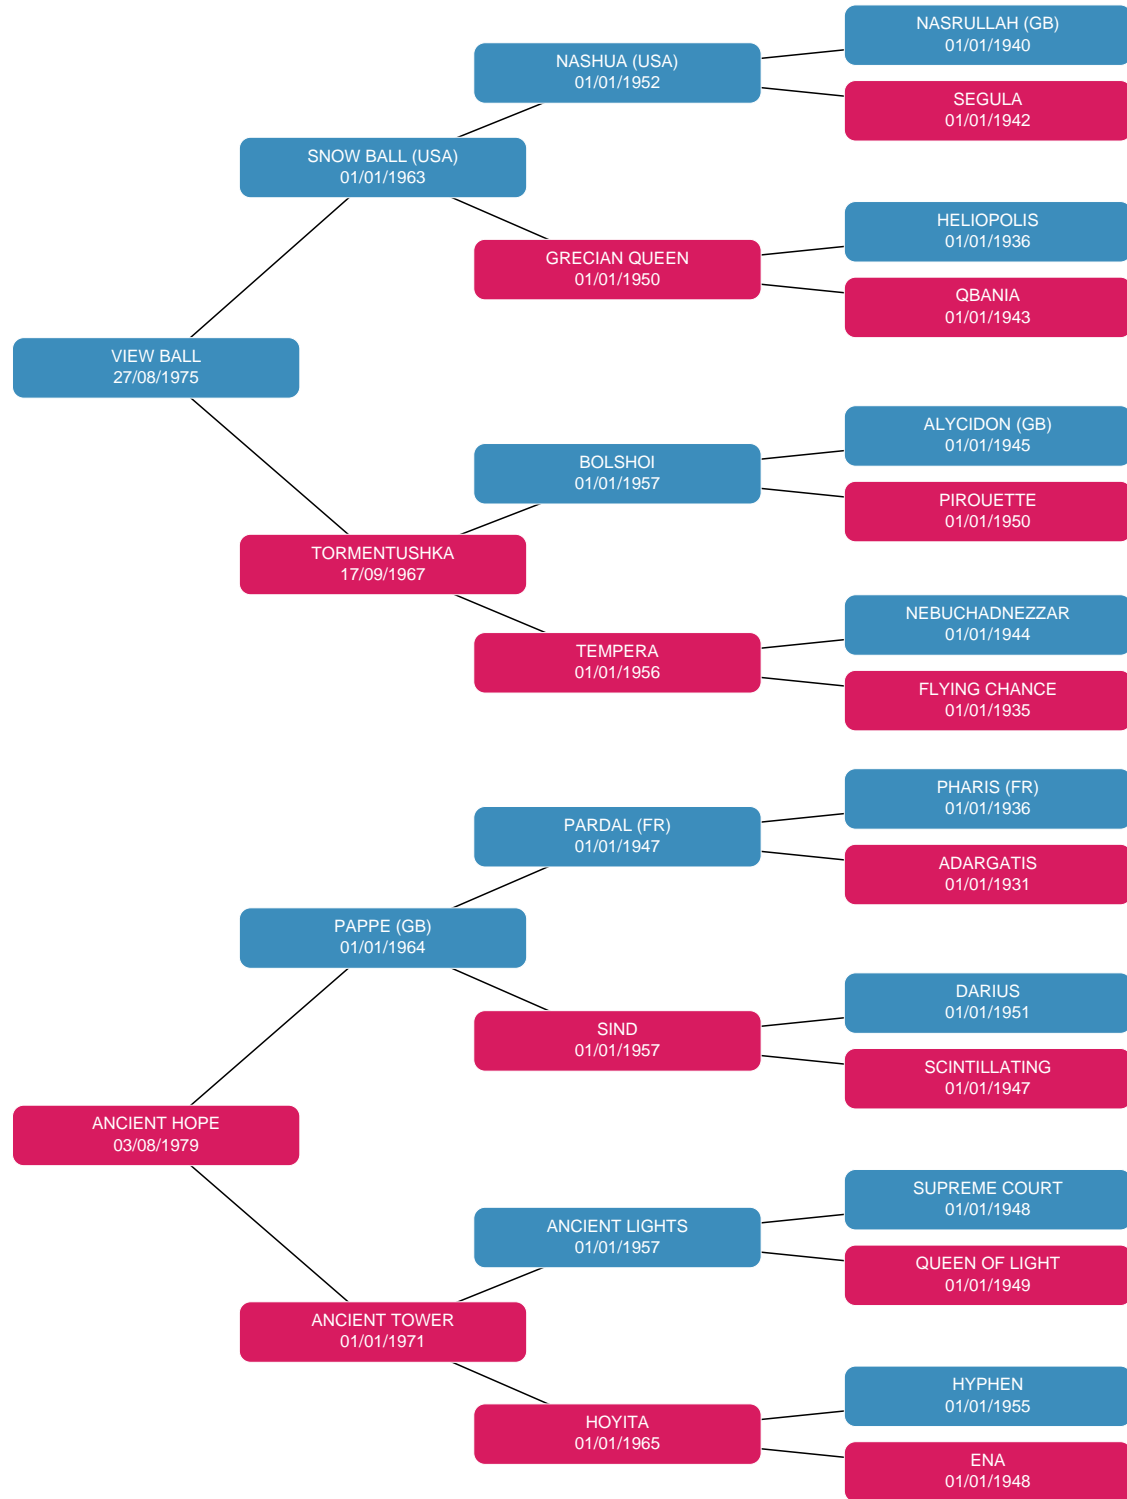 NASRULLAH (GB)
01/01/1940
NASHUA (USA)
01/01/1952
SEGULA
01/01/1942
SNOW BALL (USA)
01/01/1963
HELIOPOLIS
01/01/1936
GRECIAN QUEEN
01/01/1950
QBANIA
01/01/1943
VIEW BALL
27/08/1975
ALYCIDON (GB)
01/01/1945
BOLSHOI
01/01/1957
PIROUETTE
01/01/1950
TORMENTUSHKA
17/09/1967
NEBUCHADNEZZAR
01/01/1944
TEMPERA
01/01/1956
FLYING CHANCE
01/01/1935
PHARIS (FR)
01/01/1936
PARDAL (FR)
01/01/1947
ADARGATIS
01/01/1931
PAPPE (GB)
01/01/1964
DARIUS
01/01/1951
SIND
01/01/1957
SCINTILLATING
01/01/1947
ANCIENT HOPE
03/08/1979
SUPREME COURT
01/01/1948
ANCIENT LIGHTS
01/01/1957
QUEEN OF LIGHT
01/01/1949
ANCIENT TOWER
01/01/1971
HYPHEN
01/01/1955
HOYITA
01/01/1965
ENA
01/01/1948